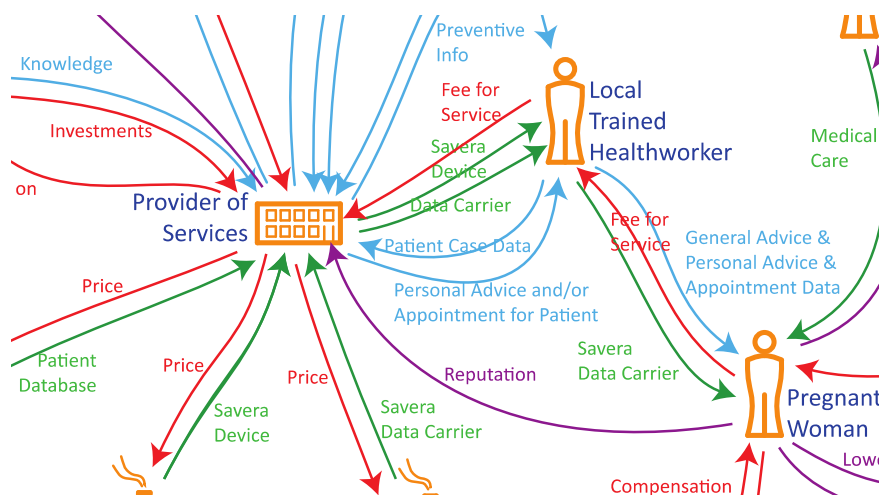 Preventive
Info
Knowledge
Fee for
Service
Local
Trained
Healthworker
Investments
Savera
Device
Medical
Care
on
Provider of
Services
Data Carrier
Fee for
Service
Patient Case Data
General Advice &
Personal Advice &
Appointment Data
Price
Personal Advice and/or
Appointment for Patient
Patient
Database
Price
Price
Reputation
Savera
Data Carrier
Savera
Device
Savera
Data Carrier
Pregnant
Woman
Lowe
Compensation